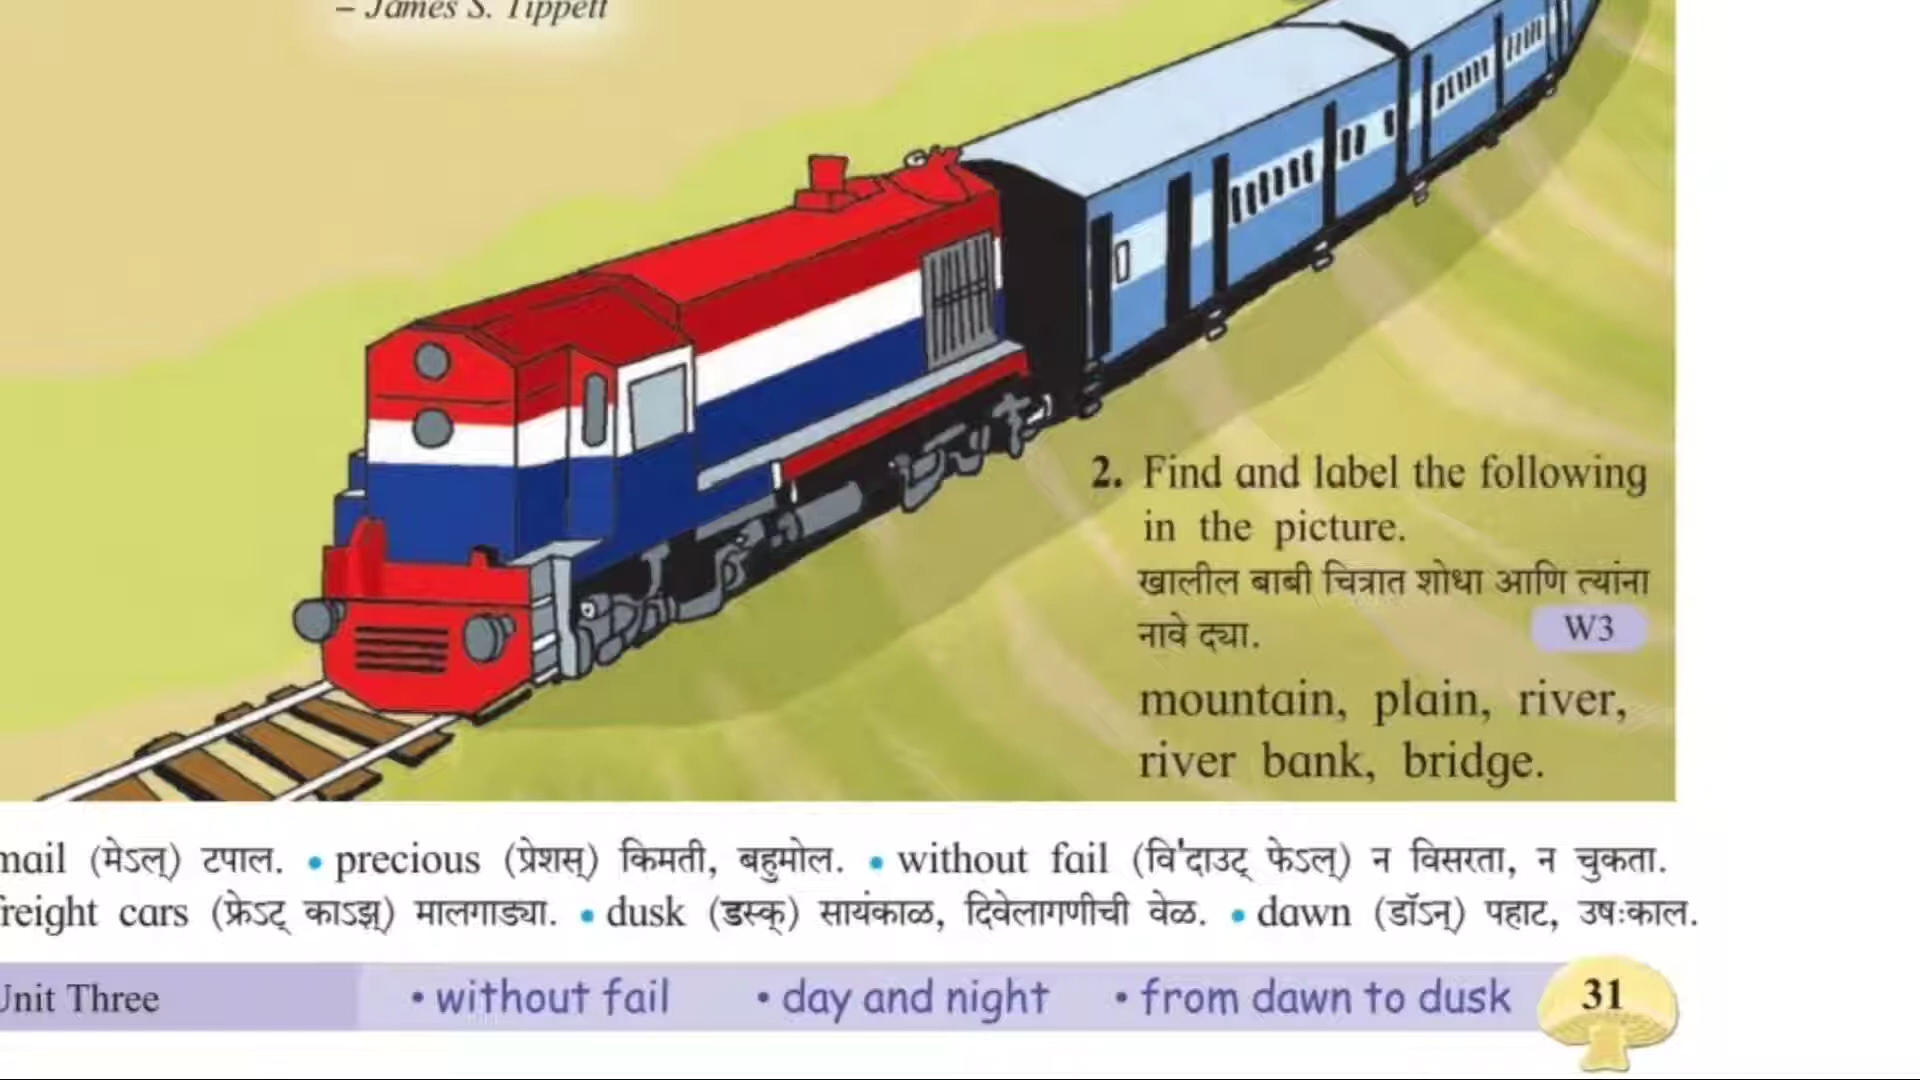 – James S. Tippett
2. Find and label the following
in the picture.
खालील बाबी चित्रात शोधा आणि त्यांना
नावे द्या.
W3
mountain, plain, river,
river bank, bridge.
mail (मेऽल्) टपाल. • precious (प्रेशस्) किमती, बहुमोल. • without fail (वि'दाउट् फेऽल्) न विसरता, न चुकता.
freight cars (फ्रेऽट् काऽझ्) मालगाड्या. • dusk (डस्क्) सायंकाळ, दिवेलागणीची वेळ. • dawn (डॉऽन्) पहाट, उषःकाल.
Unit Three • without fail • day and night • from dawn to dusk 31